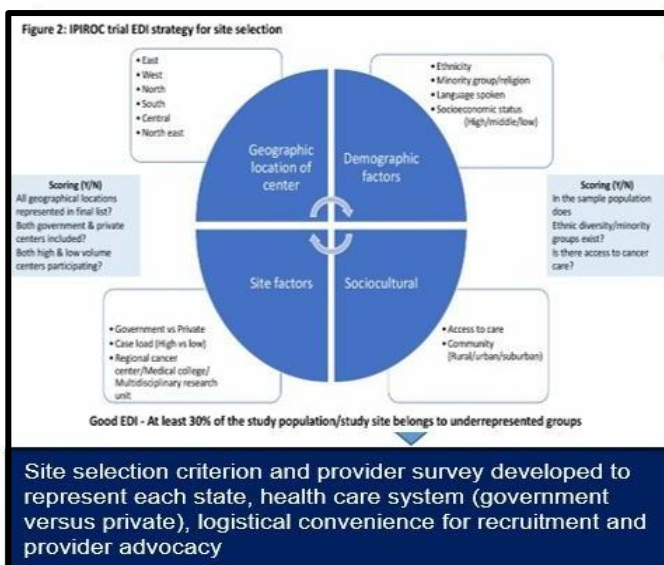 Figure 2: IPIROC trial EDI strategy for site selection
• East
• West
• North
• South
• Central
• North east
• Ethnicity
• Minority group/religion
• Language spoken
• Socioeconomic status
(High/middle/low)
Geographic
location of
center
Demographic
factors
Scoring (Y/N)
All geographical locations
represented in final list?
Both government & private
centers included?
Both high & low volume
centers participating?
Scoring (Y/N)
In the sample population
does
Ethnic diversity/minority
groups exist?
Is there access to cancer
care?
Site factors
Sociocultural
• Government vs Private
• Case load (High vs low)
• Regional cancer
center/Medical college/
Multidisciplinary research
unit
• Access to care
• Community
(Rural/urban/suburban)
Good EDI - At least 30% of the study population/study site belongs to underrepresented groups
Site selection criterion and provider survey developed to
represent each state, health care system (government
versus private), logistical convenience for recruitment and
provider advocacy